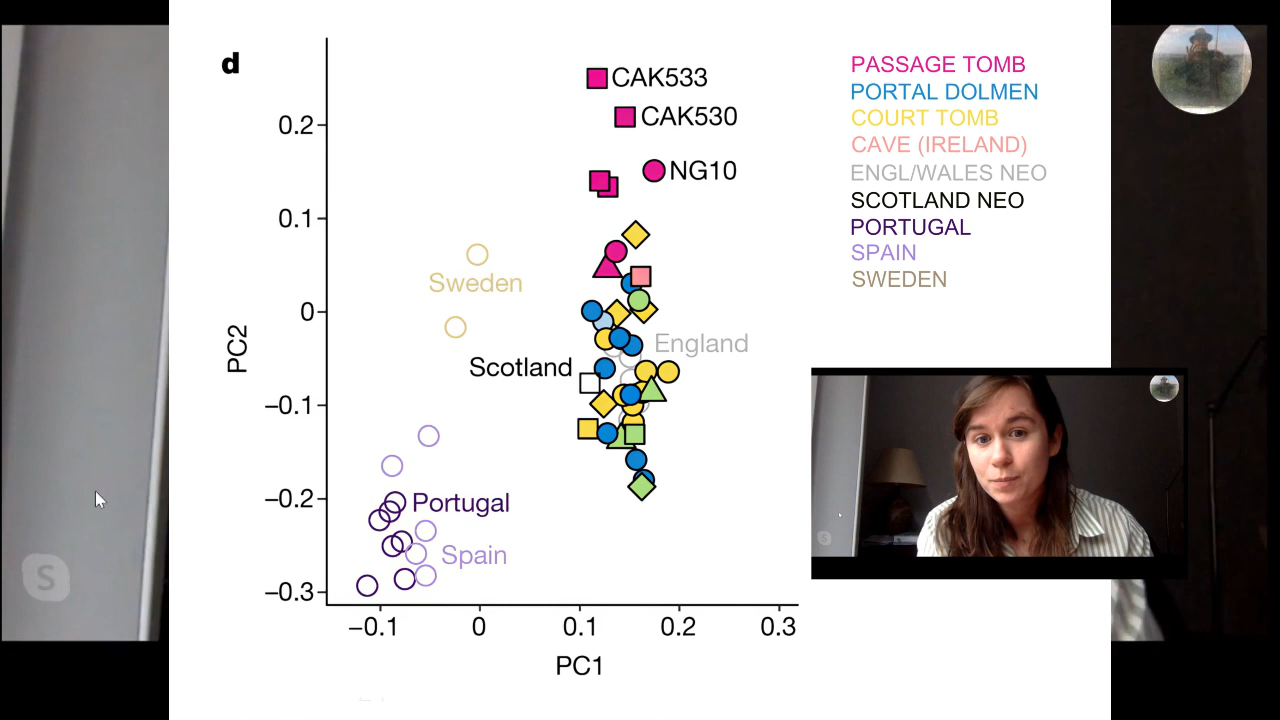 d
CAK533
CAK530
NG10
Sweden
Scotland
England
Portugal
Spain
PC2
0.2
0.1
0
−0.1
−0.2
−0.3
−0.1 0 0.1 0.2 0.3
PC1
PASSAGE TOMB
PORTAL DOLMEN
COURT TOMB
CAVE (IRELAND)
ENGL/WALES NEO
SCOTLAND NEO
PORTUGAL
SPAIN
SWEDEN
S